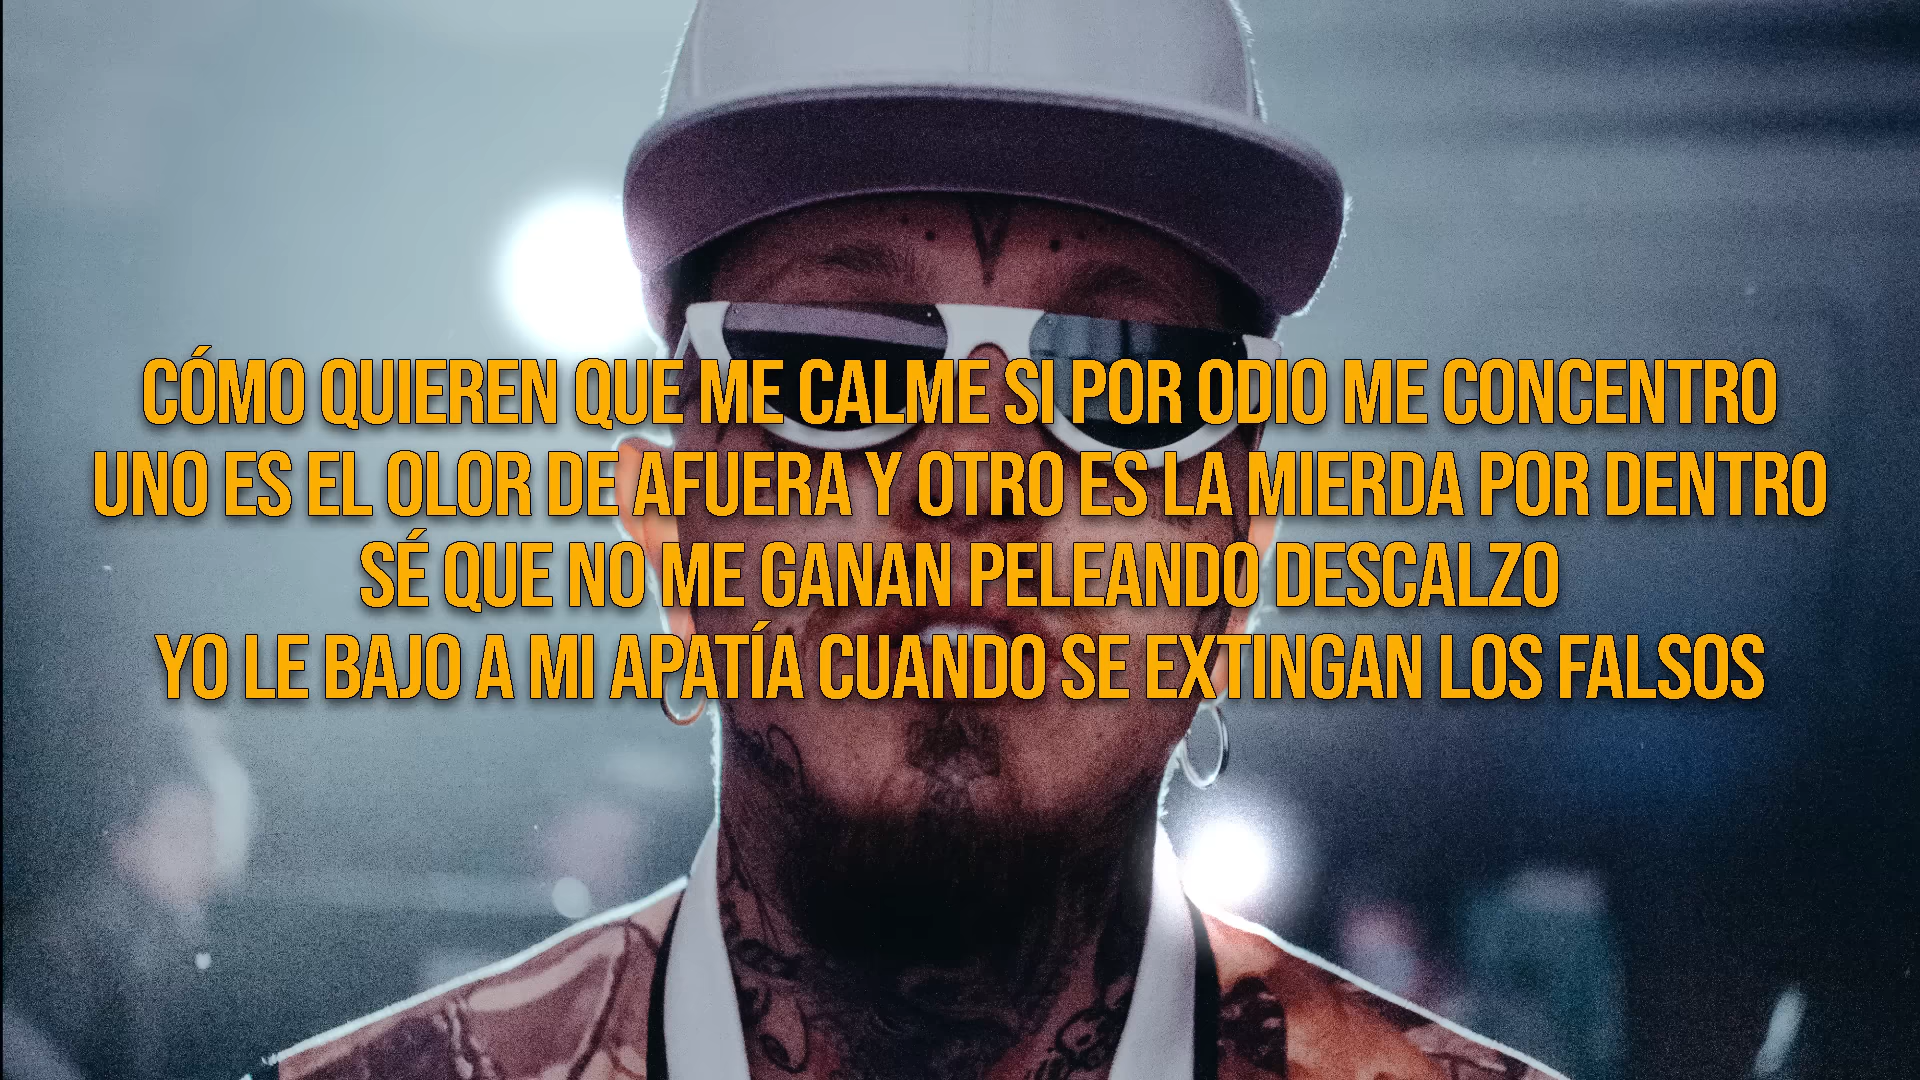 CÓMO QUIEREN QUE ME CALME SI POR ODIO ME CONCENTRO
UNO ES EL OLOR DE AFUERA Y OTRO ES LA MIERDA POR DENTRO
SÉ QUE NO ME GANAN PELEANDO DESCALZO
YO LE BAJO A MI APATÍA CUANDO SE EXTINGAN LOS FALSOS